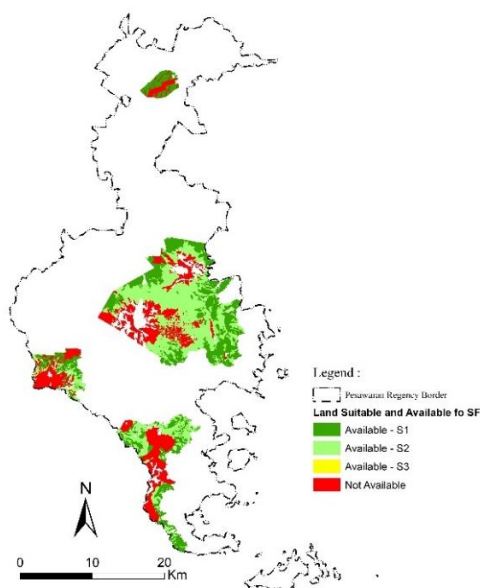 Legend :
Pesawaran Regency Border
Land Suitable and Available fo SF
Available - S1
Available - S2
Available - S3
Not Available
N
0 10 20
Km